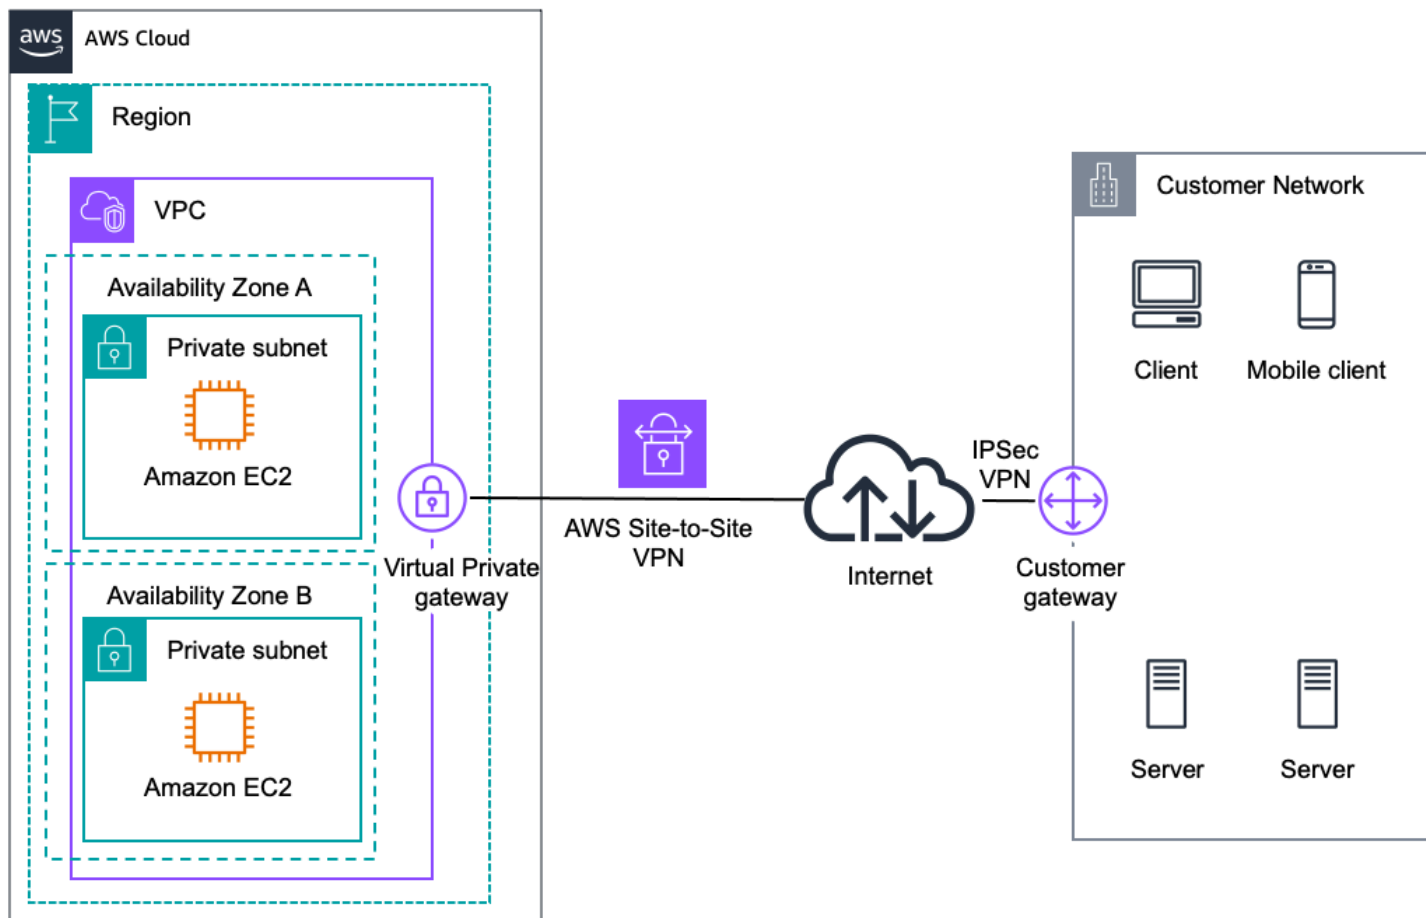 aws
AWS Cloud
Region
VPC
Availability Zone A
Private subnet
Amazon EC2
Virtual Private
gateway
Availability Zone B
Private subnet
Amazon EC2
AWS Site-to-Site
VPN
Internet
IPSec
VPN
Customer
gateway
Customer Network
Client
Mobile client
Server
Server